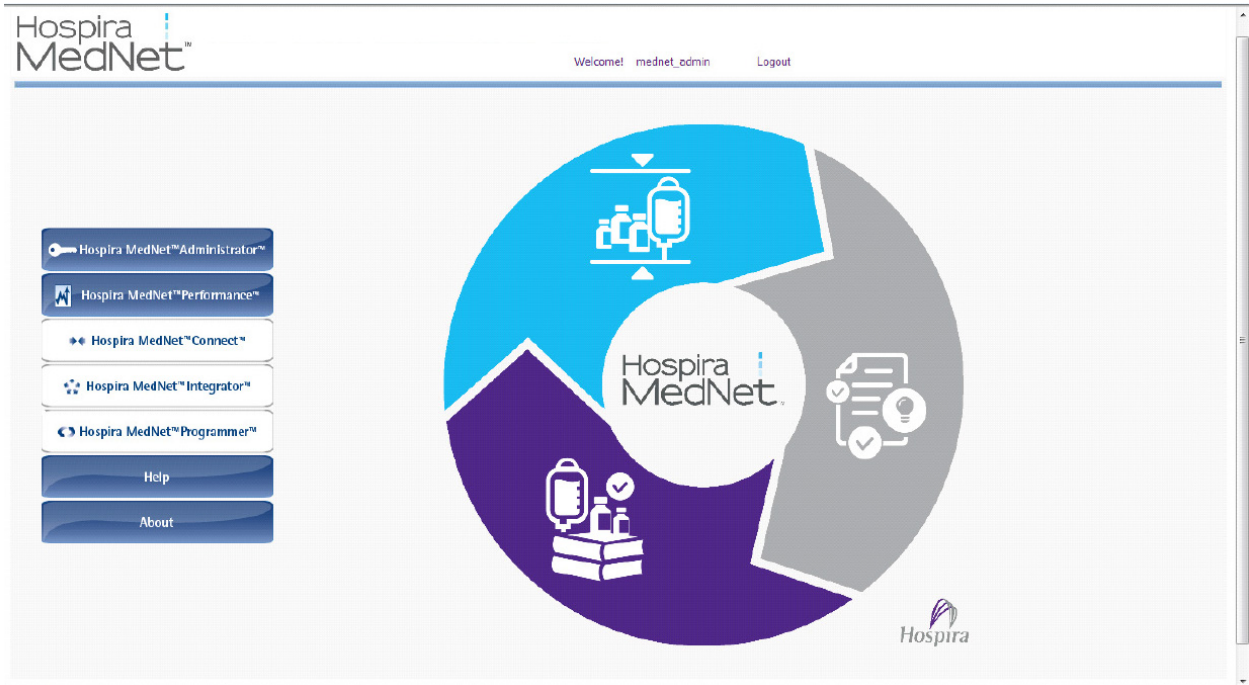 Hospira
MedNet™
Welcome! mednet_admin Logout
Hospira MedNet™Administrator™
Hospira MedNet™Performance™
Hospira MedNet™Connect™
Hospira MedNet™Integrator™
Hospira MedNet™Programmer™
Help
About
Hospira
MedNet™
Hospira